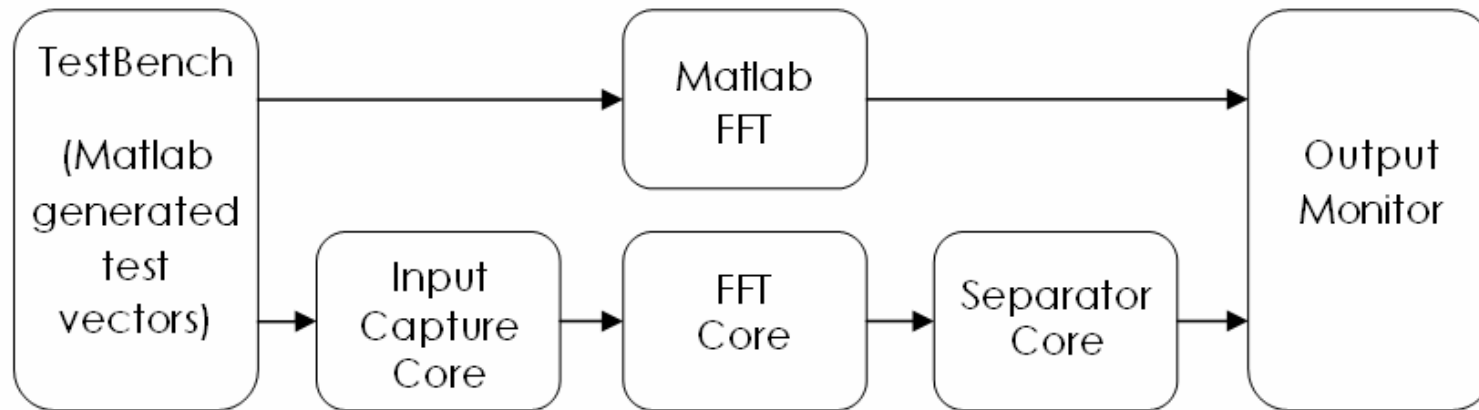 TestBench
(Matlab
generated
test
vectors)
Matlab
FFT
Input
Capture
Core
FFT
Core
Separator
Core
Output
Monitor